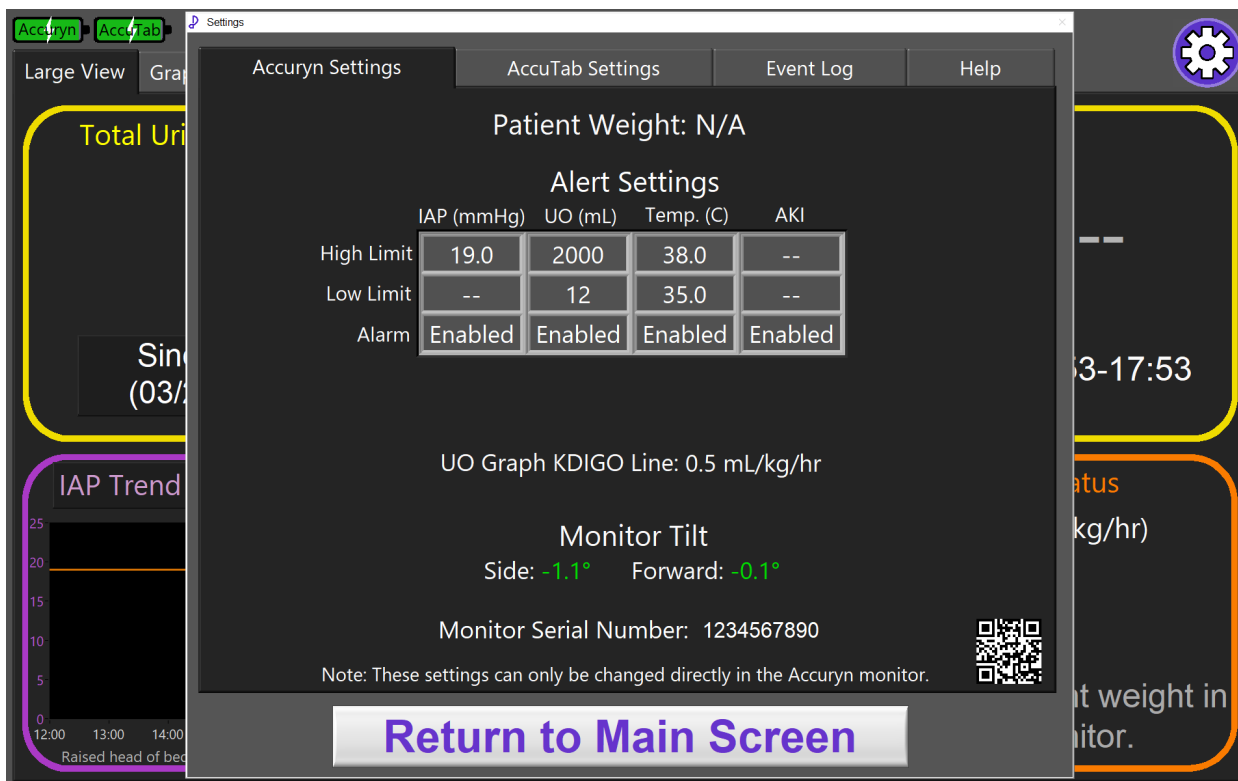 Accuryn AccuTab
Settings
Large View Gra
Accuryn Settings AccuTab Settings Event Log Help
Total Uri
Patient Weight: N/A
Alert Settings
IAP (mmHg) UO (mL) Temp. (C) AKI
High Limit 19.0 2000 38.0 --
Low Limit -- 12 35.0 --
Alarm Enabled Enabled Enabled Enabled
--
Sin
(03/
3-17:53
UO Graph KDIGO Line: 0.5 mL/kg/hr
IAP Trend
atus
kg/hr)
25
20
15
10
5
0
12:00 13:00 14:00
Raised head of bed
Monitor Tilt
Side: -1.1° Forward: -0.1°
Monitor Serial Number: 1234567890
Note: These settings can only be changed directly in the Accuryn monitor.
Return to Main Screen
nt weight in
itor.